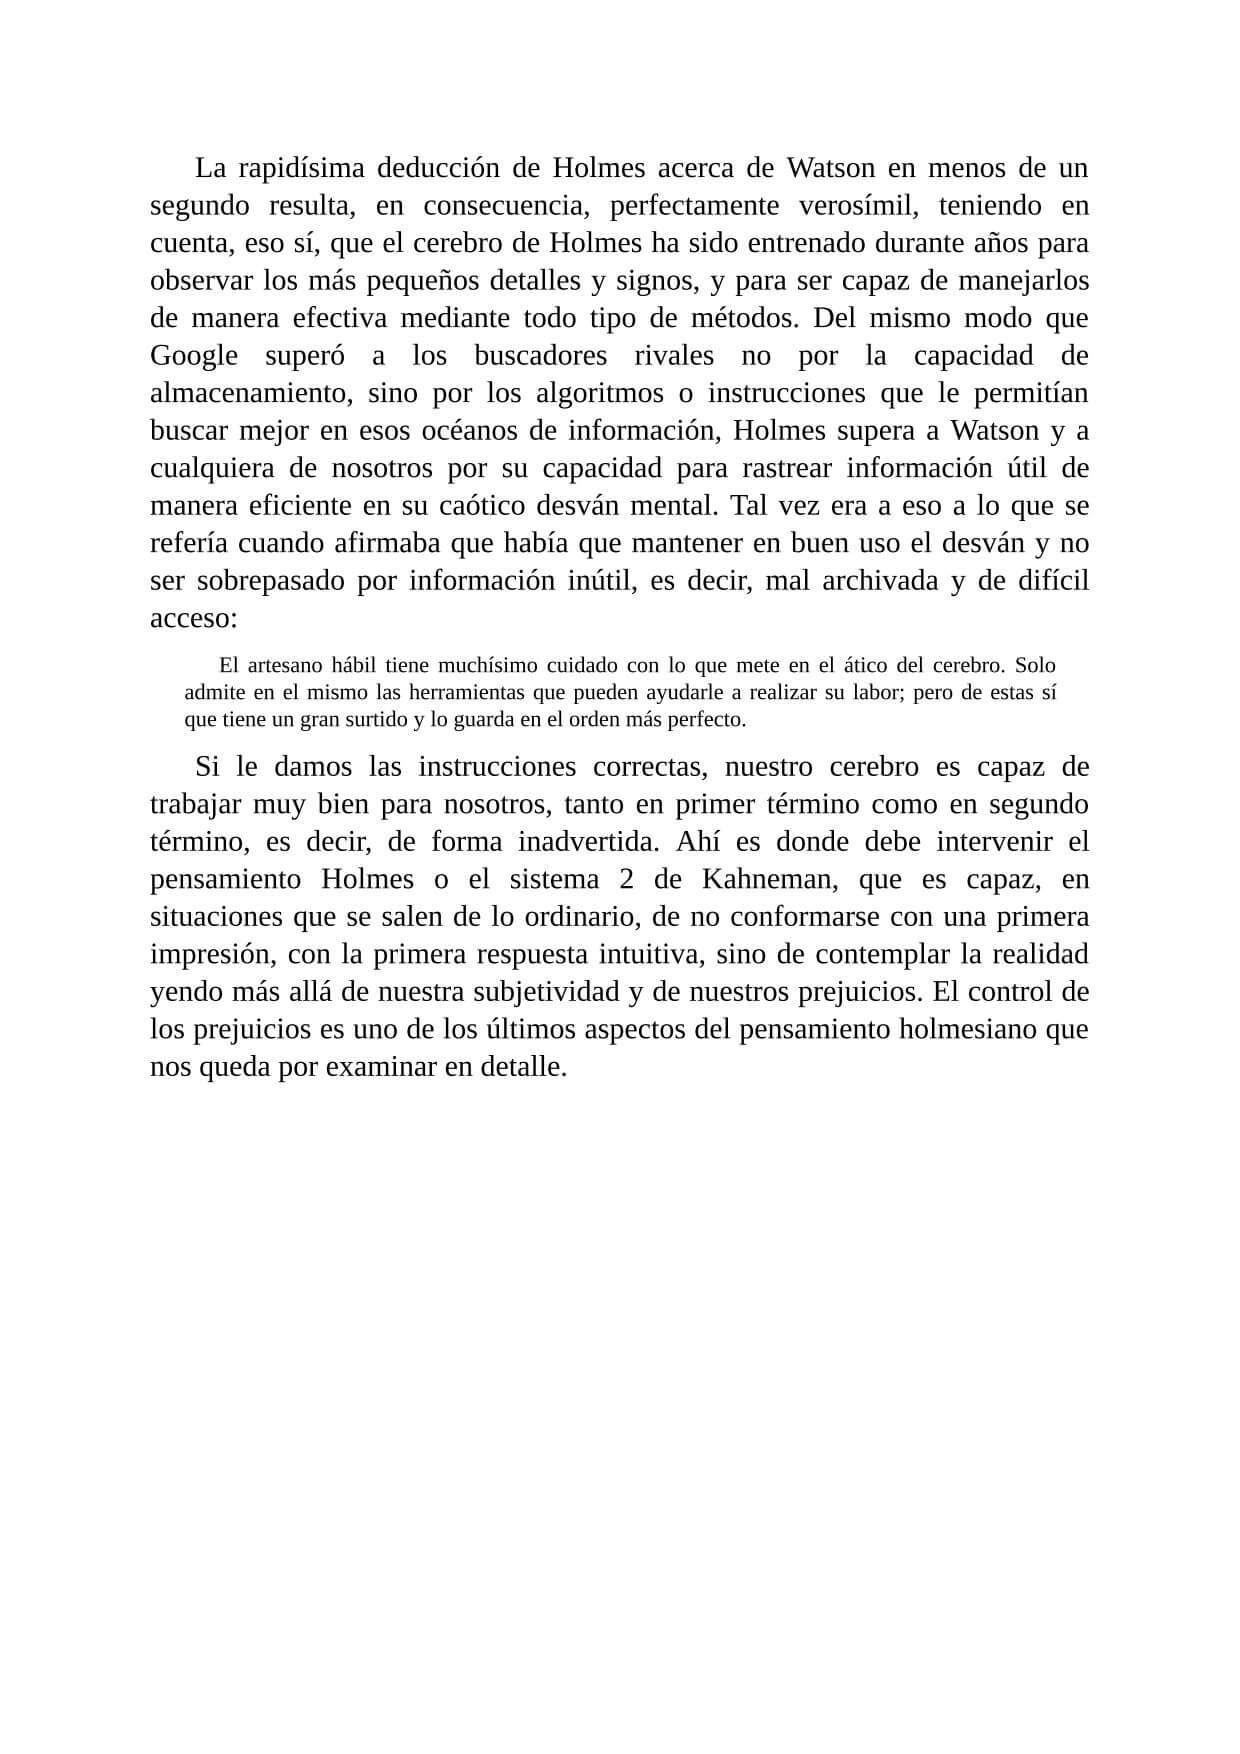 La rapidísima deducción de Holmes acerca de Watson en menos de un
segundo resulta, en consecuencia, perfectamente verosímil, teniendo en
cuenta, eso sí, que el cerebro de Holmes ha sido entrenado durante años para
observar los más pequeños detalles y signos, y para ser capaz de manejarlos
de manera efectiva mediante todo tipo de métodos. Del mismo modo que
Google superó a los buscadores rivales no por la capacidad de
almacenamiento, sino por los algoritmos o instrucciones que le permitían
buscar mejor en esos océanos de información, Holmes supera a Watson y a
cualquiera de nosotros por su capacidad para rastrear información útil de
manera eficiente en su caótico desván mental. Tal vez era a eso a lo que se
refería cuando afirmaba que había que mantener en buen uso el desván y no
ser sobrepasado por información inútil, es decir, mal archivada y de difícil
acceso:
El artesano hábil tiene muchísimo cuidado con lo que mete en el ático del cerebro. Solo
admite en el mismo las herramientas que pueden ayudarle a realizar su labor; pero de estas sí
que tiene un gran surtido y lo guarda en el orden más perfecto.
Si le damos las instrucciones correctas, nuestro cerebro es capaz de
trabajar muy bien para nosotros, tanto en primer término como en segundo
término, es decir, de forma inadvertida. Ahí es donde debe intervenir el
pensamiento Holmes o el sistema 2 de Kahneman, que es capaz, en
situaciones que se salen de lo ordinario, de no conformarse con una primera
impresión, con la primera respuesta intuitiva, sino de contemplar la realidad
yendo más allá de nuestra subjetividad y de nuestros prejuicios. El control de
los prejuicios es uno de los últimos aspectos del pensamiento holmesiano que
nos queda por examinar en detalle.